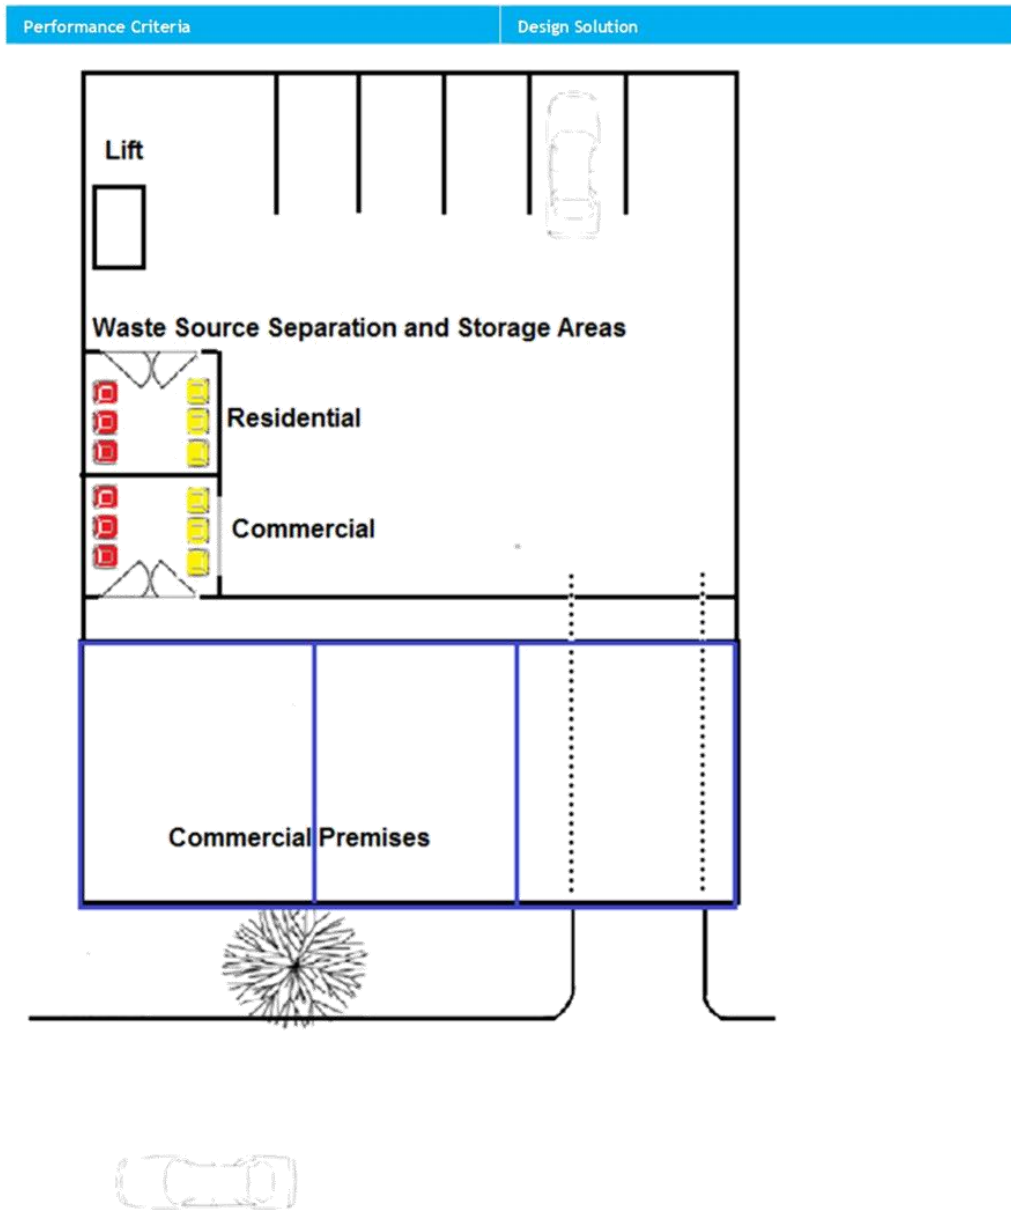 Performance Criteria
Design Solution
Lift
Waste Source Separation and Storage Areas
Residential
Commercial
Commercial Premises